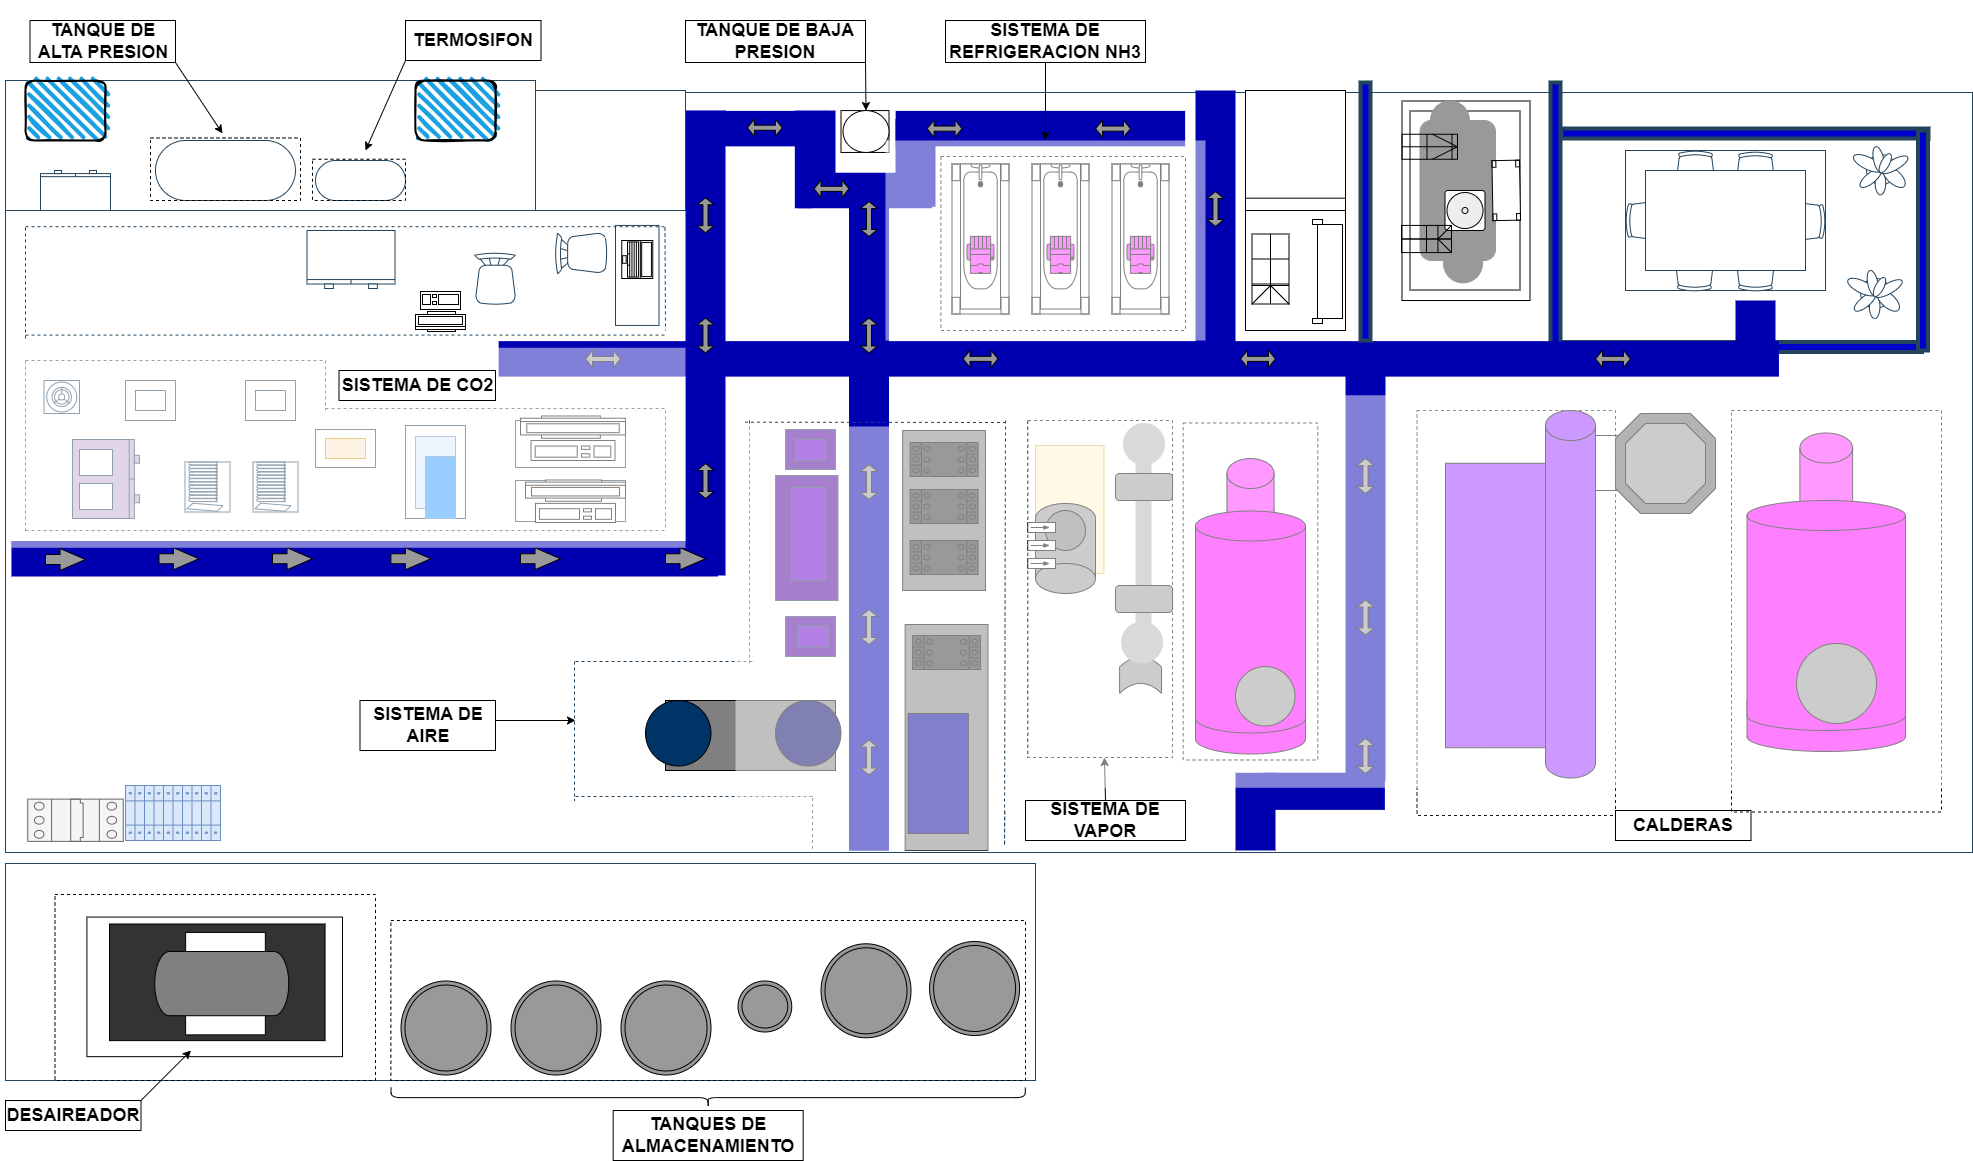 TANQUE DE
ALTA PRESION
TERMOSIFON
TANQUE DE BAJA
PRESION
SISTEMA DE
REFRIGERACION NH3
SISTEMA DE CO2
SISTEMA DE
AIRE
SISTEMA DE
VAPOR
CALDERAS
DESAIREADOR
TANQUES DE
ALMACENAMIENTO